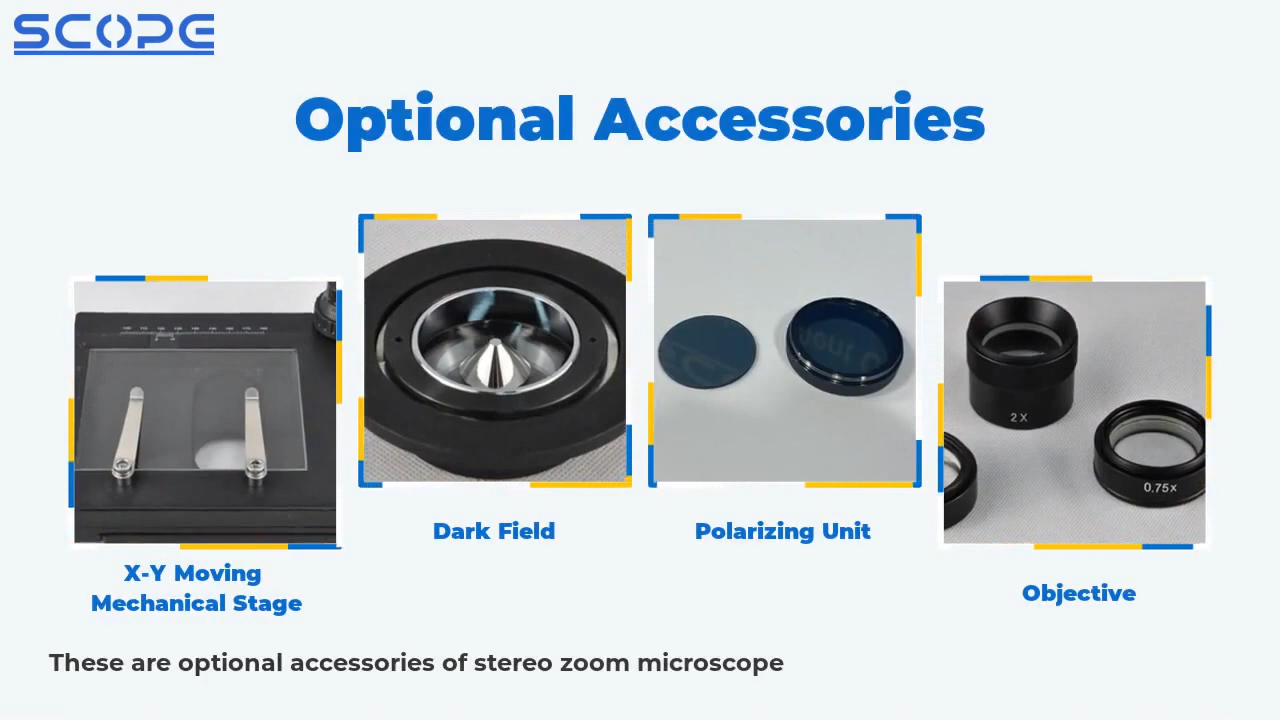 SCOPE
Optional Accessories
2X
0.75x
Dark Field
Polarizing Unit
X-Y Moving
Mechanical Stage
Objective
These are optional accessories of stereo zoom microscope